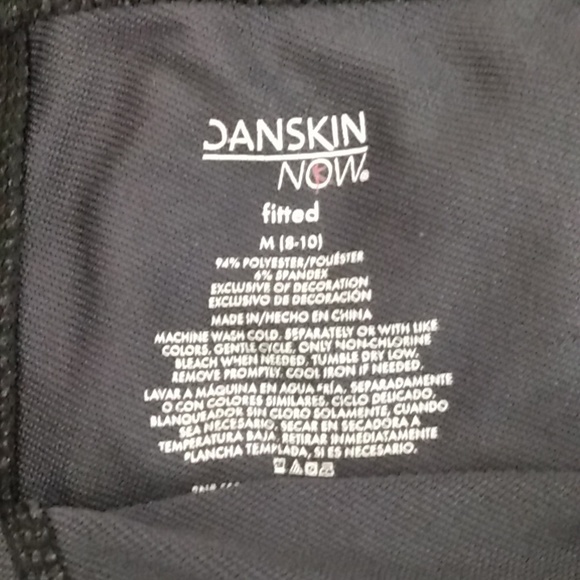 DANSKIN
NOW.
fitted
M (8-10)
94% POLYESTER/POLIÉSTER
6% SPANDEX
EXCLUSIVE OF DECORATION
EXCLUSIVO DE DECORACIÓN
MADE IN/HECHO EN CHINA
MACHINE WASH COLD, SEPARATELY OR WITH LIKE
COLORS, GENTLE CYCLE, ONLY NON-CHLORINE
BLEACH WHEN NEEDED, TUMBLE DRY LOW,
REMOVE PROMPTLY. COOL IRON IF NEEDED.
LAVAR A MÁQUINA EN AGUA FRÍA, SEPARADAMENTE
O CON COLORES SIMILARES, CICLO DELICADO,
BLANQUEADOR SIN CLORO SOLAMENTE, CUANDO
SEA NECESARIO, SECAR EN SECADORA A
TEMPERATURA BAJA, RETIRAR INMEDIATAMENTE
PLANCHA TEMPLADA, SI ES NECESARIO.